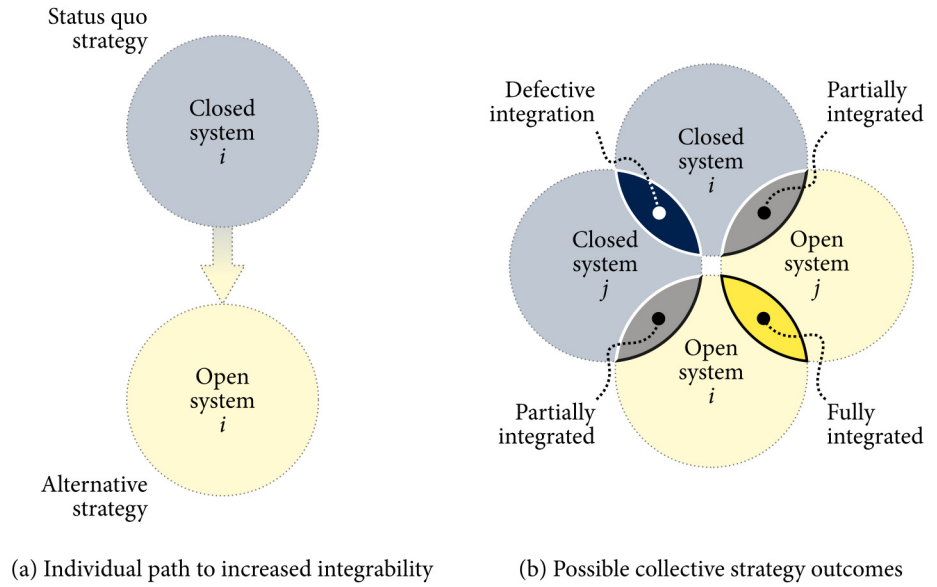 Status quo
strategy
Closed
system
i
Open
system
i
Alternative
strategy
(a) Individual path to increased integrability
Defective
integration
Partially
integrated
Closed
system
i
Closed
system
j
Open
system
j
Open
system
i
Partially
integrated
Fully
integrated
(b) Possible collective strategy outcomes